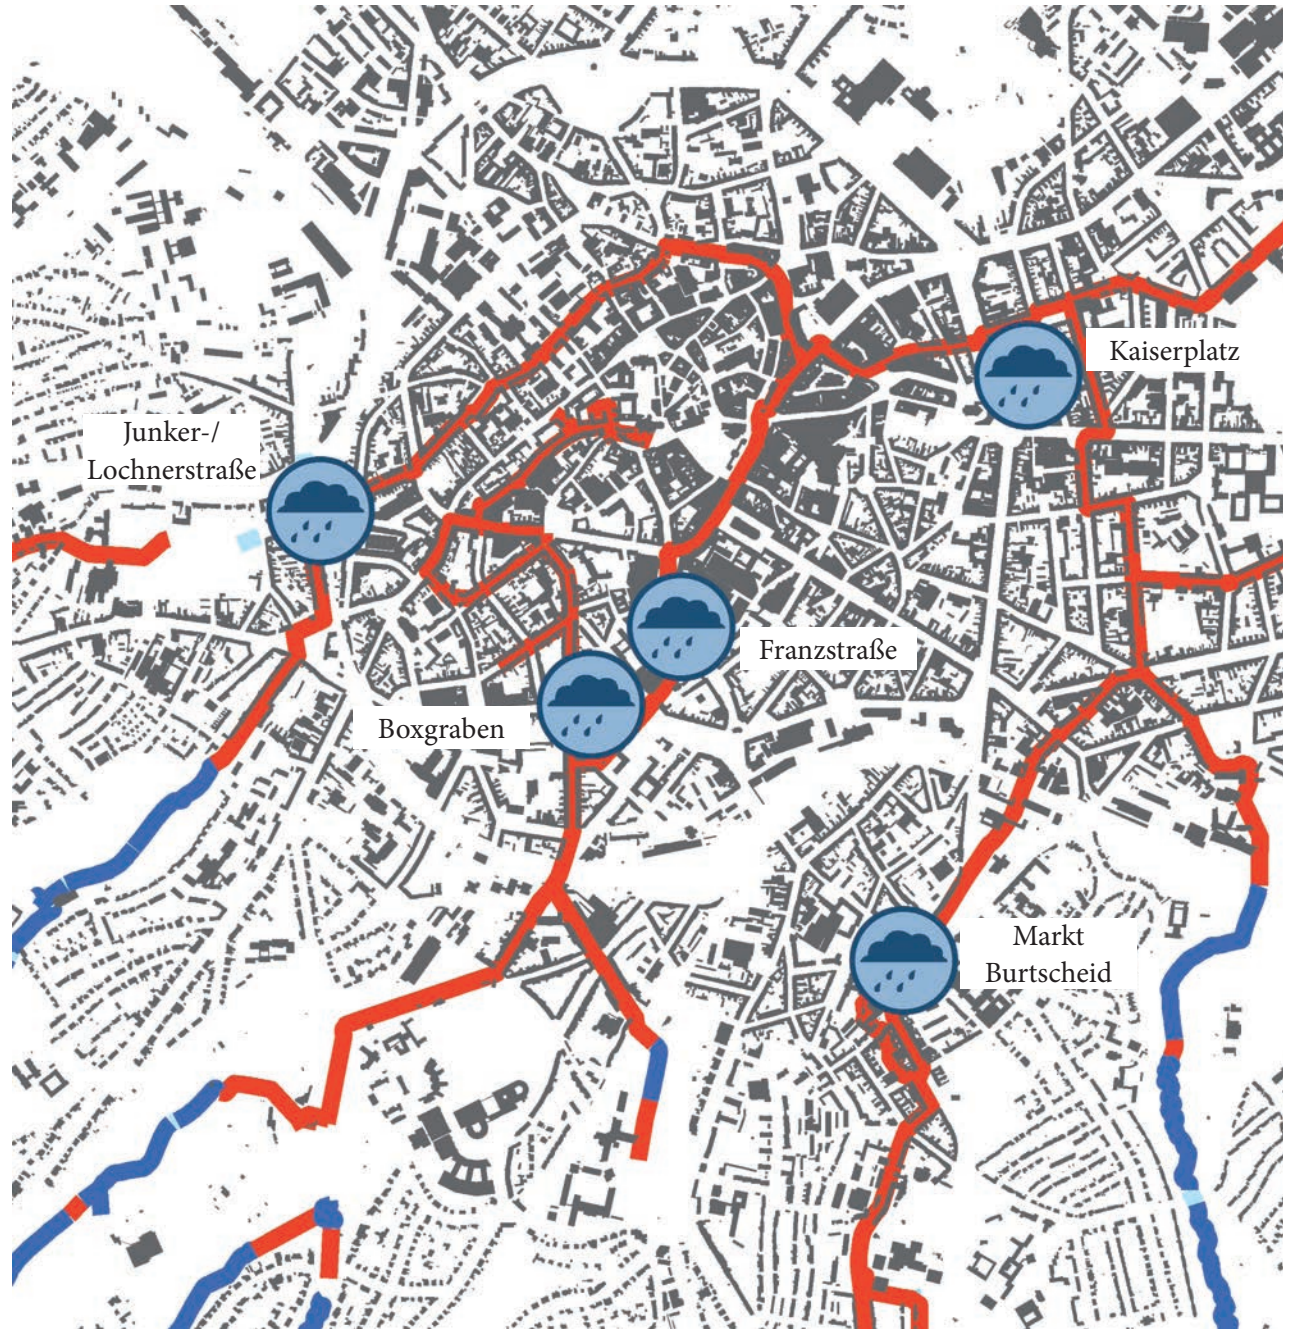 Kaiserplatz
Junker-/
Lochnerstraße
Franzstraße
Boxgraben
Markt
Burtscheid